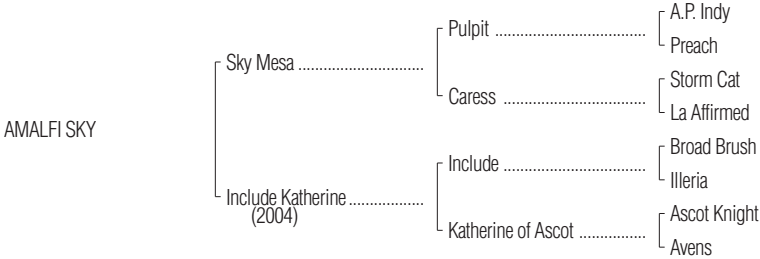 A.P. Indy
Pulpit ....................................
Preach
Sky Mesa ..............................
Storm Cat
Caress ..................................
La Affirmed
AMALFI SKY
Broad Brush
Include ..................................
Illeria
Include Katherine ..................
(2004)
Ascot Knight
Katherine of Ascot ................
Avens